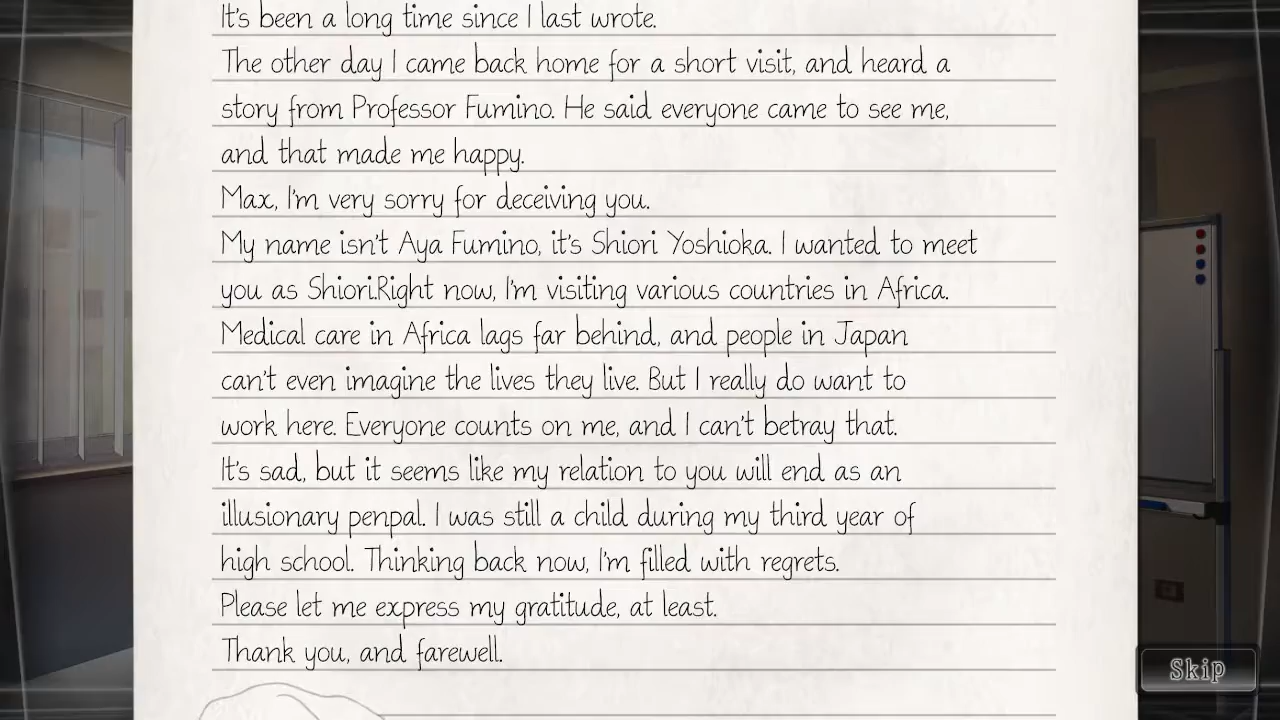 It's been a long time since I last wrote.
The other day I came back home for a short visit, and heard a
story from Professor Fumino. He said everyone came to see me,
and that made me happy.
Max, I'm very sorry for deceiving you.
My name isn't Aya Fumino, it's Shiori Yoshioka. I wanted to meet
you as Shiori.Right now, I'm visiting various countries in Africa.
Medical care in Africa lags far behind, and people in Japan
can't even imagine the lives they live. But I really do want to
work here. Everyone counts on me, and I can't betray that.
It's sad, but it seems like my relation to you will end as an
illusionary penpal. I was still a child during my third year of
high school. Thinking back now, I'm filled with regrets.
Please let me express my gratitude, at least.
Thank you, and farewell.
Skip